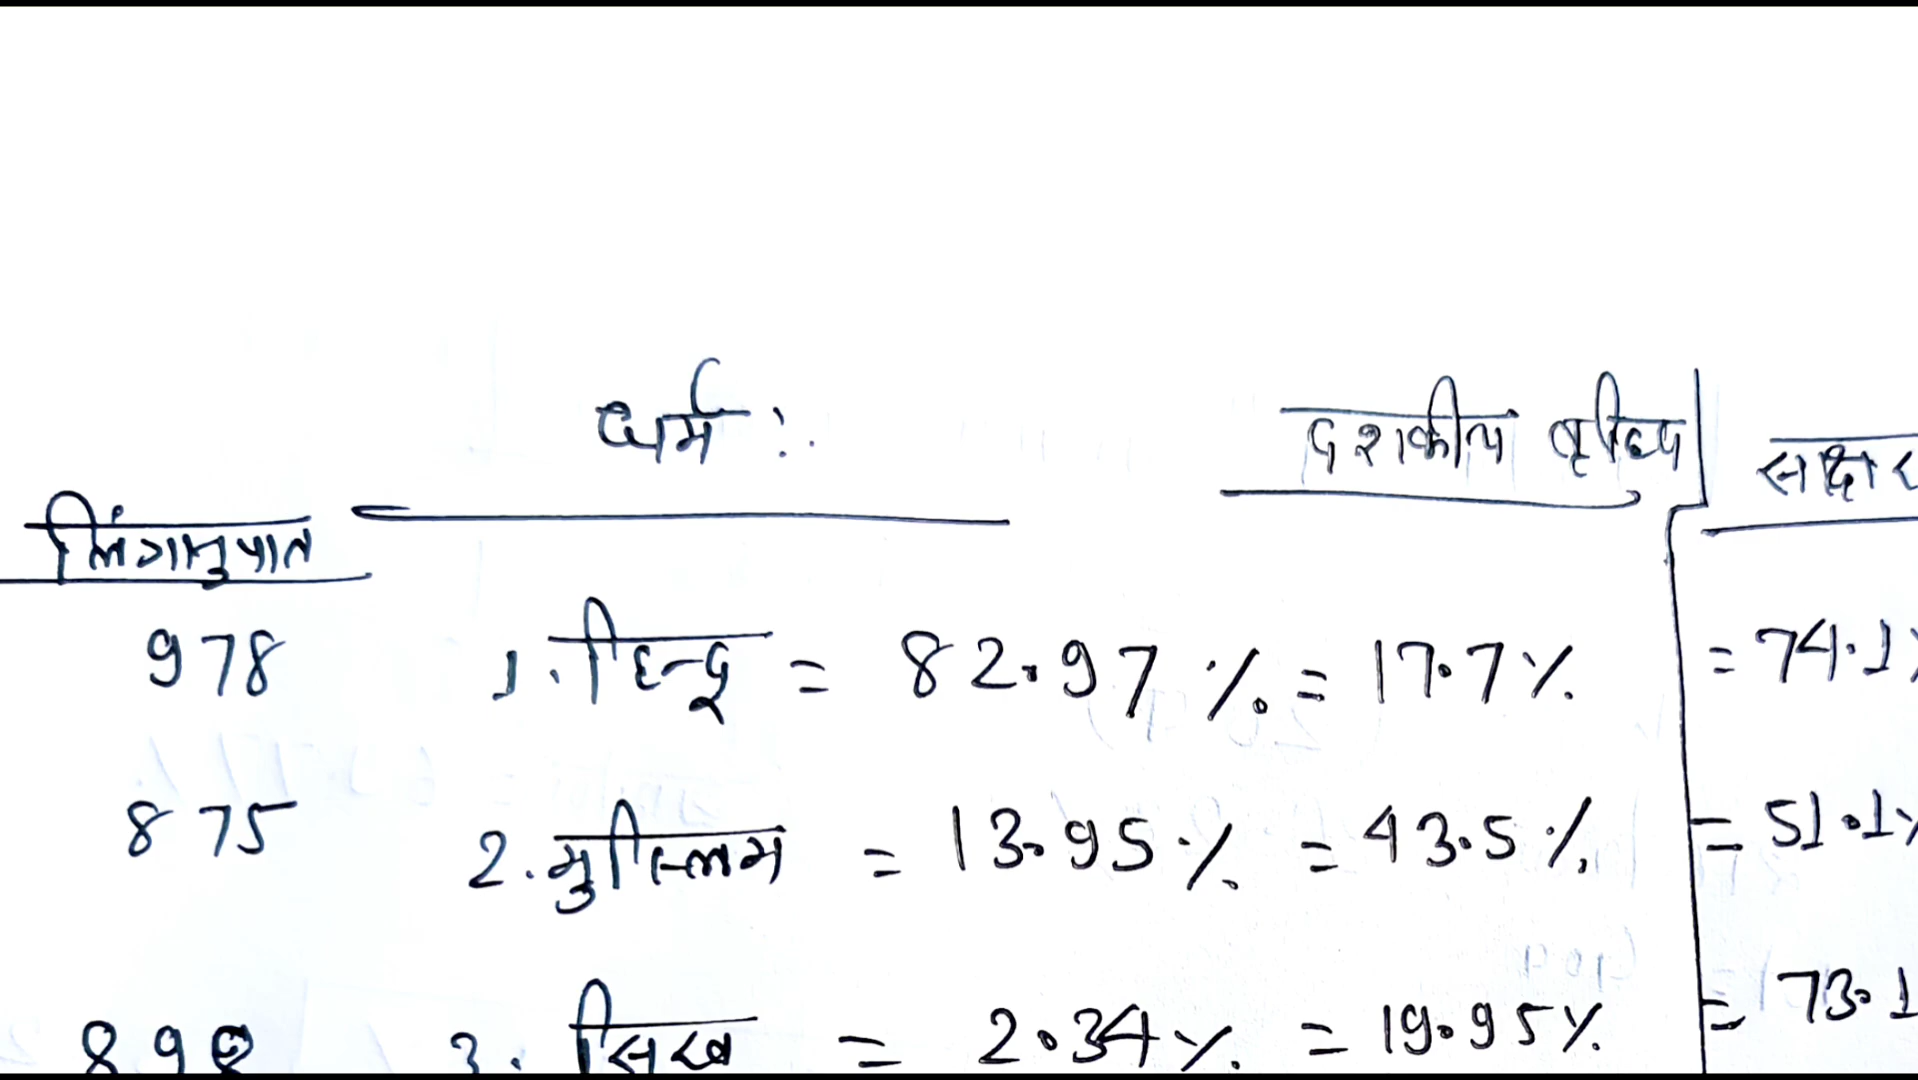 धर्म :.
दशकीय वृद्धि
साक्षर
लिंगानुपात
978 1. हिन्दू = 82.97 % = 17.7 % = 74.1
875 2. मुस्लिम = 13.95 % = 43.5 % = 51.1
3. सिख = 2.34 % = 19.95 % = 73.1